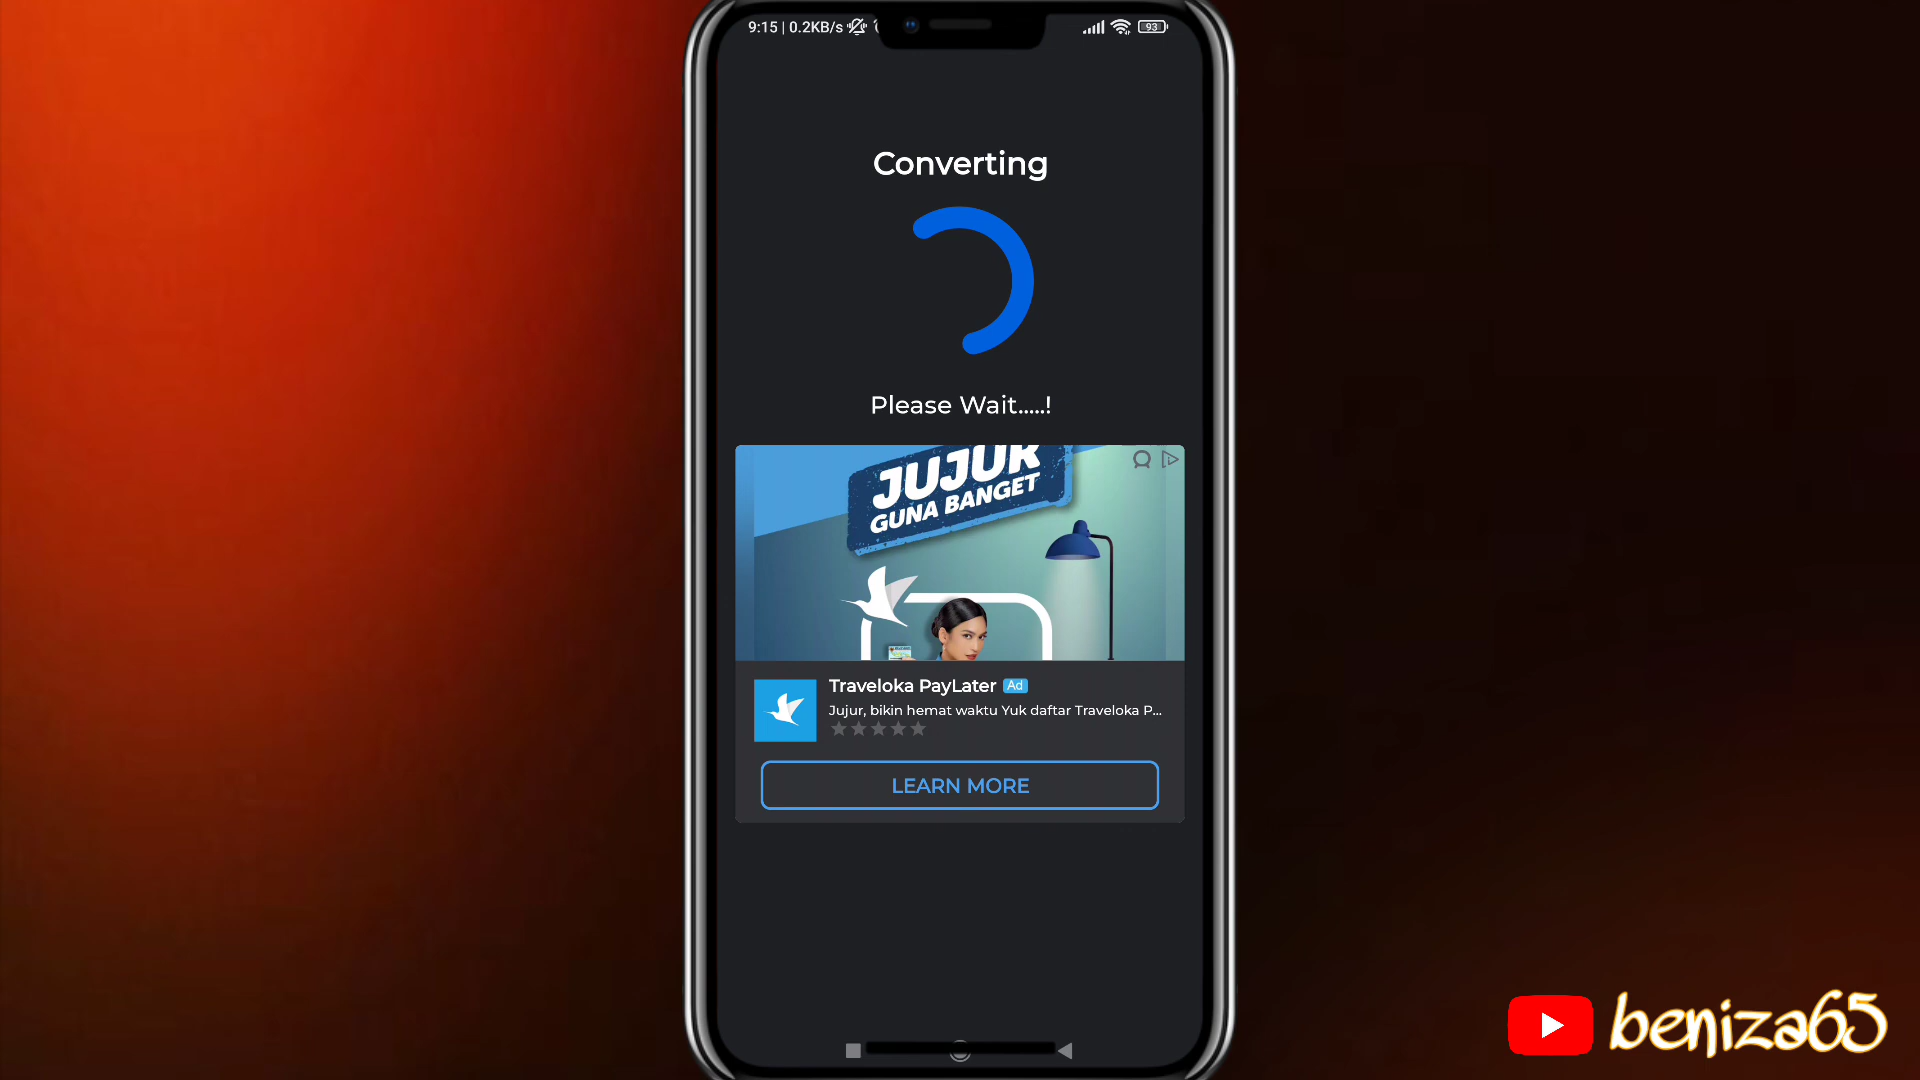 9:15 | 0.2KB/s
93
Converting
Please Wait.....!
JUJUR
GUNA BANGET
Traveloka PayLater Ad
Jujur, bikin hemat waktu Yuk daftar Traveloka P...
LEARN MORE
beniza65